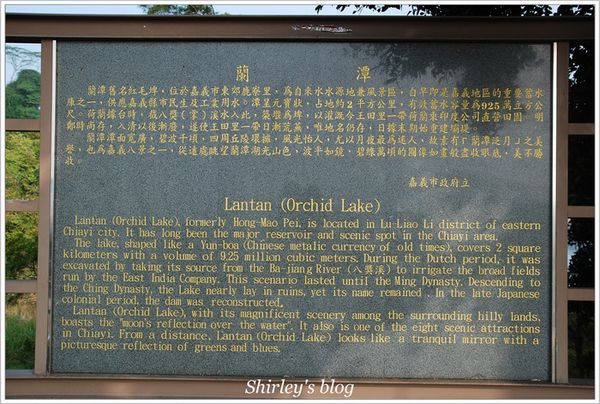 蘭潭
蘭潭舊名紅毛埤，位於嘉義市東郊鹿寮里，爲自來水水源地兼風景區，自早即是嘉義地區的重要蓄水
庫之一，供應嘉義縣市民生及工業用水。潭呈元寶狀，占地約2平方公里，有效蓄水容量爲925萬立方公
尺。荷蘭據台時，截八獎(掌)溪水入此，築堤爲埤，以灌溉今王田里一帶荷蘭東印度公司直營田園。明
鄭時尚存，入清以後漸廢，遂使王田里一帶日漸荒蕪，唯地名仍存，日據末期始重建壩堤。
蘭潭潭面寬廣，碧波千頃，四周丘陵環擁，風光怡人，尤以月夜最爲迷人，故素有「蘭潭泛月」之美
譽，也爲嘉義八景之一，從遠處眺望蘭潭湖光山色，波平如鏡，碧綠萬頃的圖像如畫般盡收眼底，美不勝
收。
嘉義市政府立
Lantan (Orchid Lake)
Lantan (Orchid Lake), formerly Hong-Mao Pei, is located in Lu-Liao Li district of eastern
Chiayi city. It has long been the major reservoir and scenic spot in the Chiayi area.
The lake, shaped like a Yun-boa (Chinese metalic currency of old times), covers 2 square
kilometers with a volume of 9.25 million cubic meters. During the Dutch period, it was
excavated by taking its source from the Ba-jiang River (八獎溪) to irrigate the broad fields
run by the East India Company. This scenario lasted until the Ming Dynasty. Descending to
the Ching Dynasty, the Lake nearly lay in ruins, yet its name remained. In the late Japanese
colonial period, the dam was reconstructed.
Lantan (Orchid Lake), with its magnificent scenery among the surrounding hilly lands,
boasts the "moon's reflection over the water". It also is one of the eight scenic attractions
in Chiayi. From a distance, Lantan (Orchid Lake) looks like a tranquil mirror with a
picturesque reflection of greens and blues.
Shirley's blog